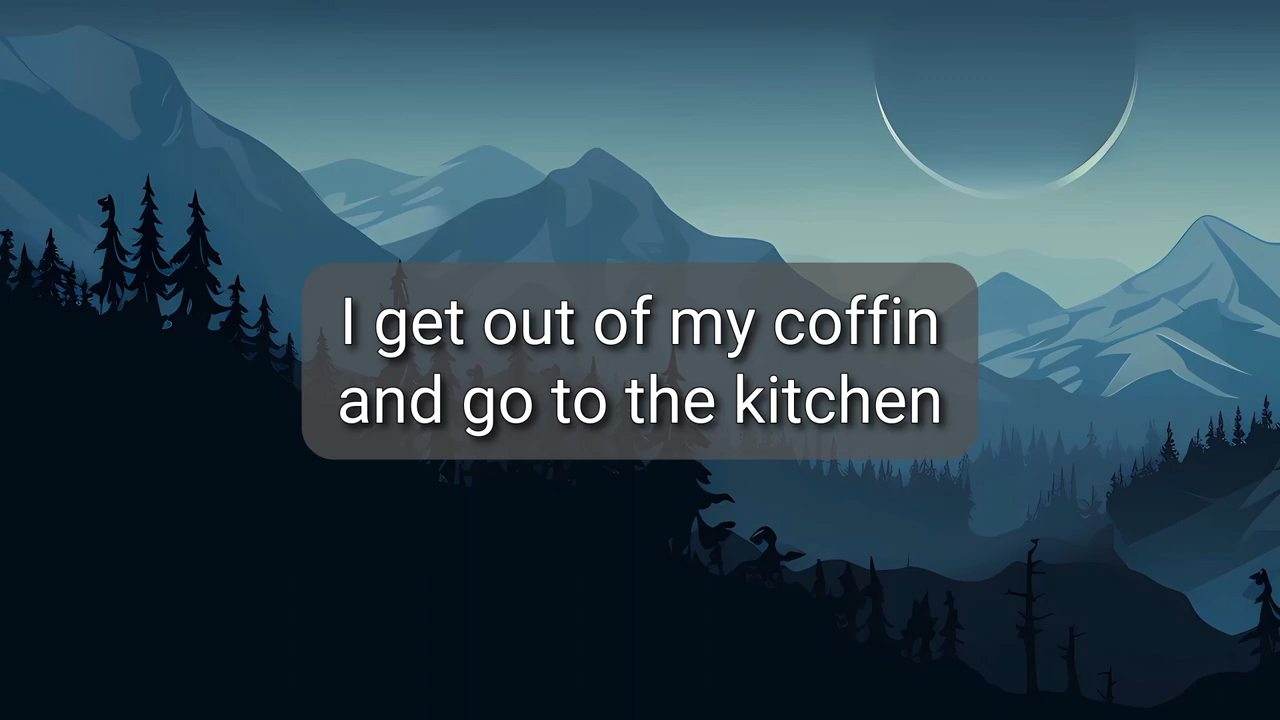 I get out of my coffin
and go to the kitchen